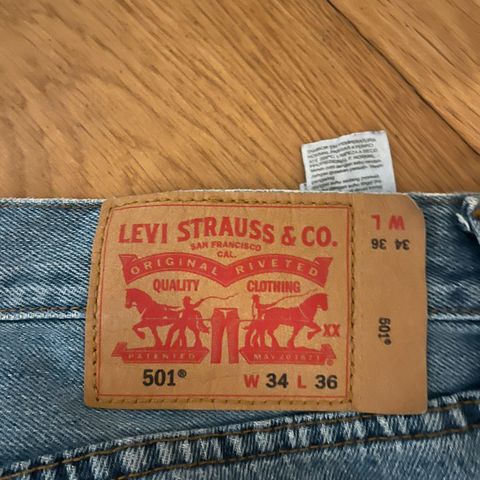 LEVI STRAUSS & CO.
SAN FRANCISCO
CAL.
ORIGINAL RIVETED
QUALITY CLOTHING
XX
PATENTED MAY 20 1873
501® W 34 L 36
W L
34 36
501®